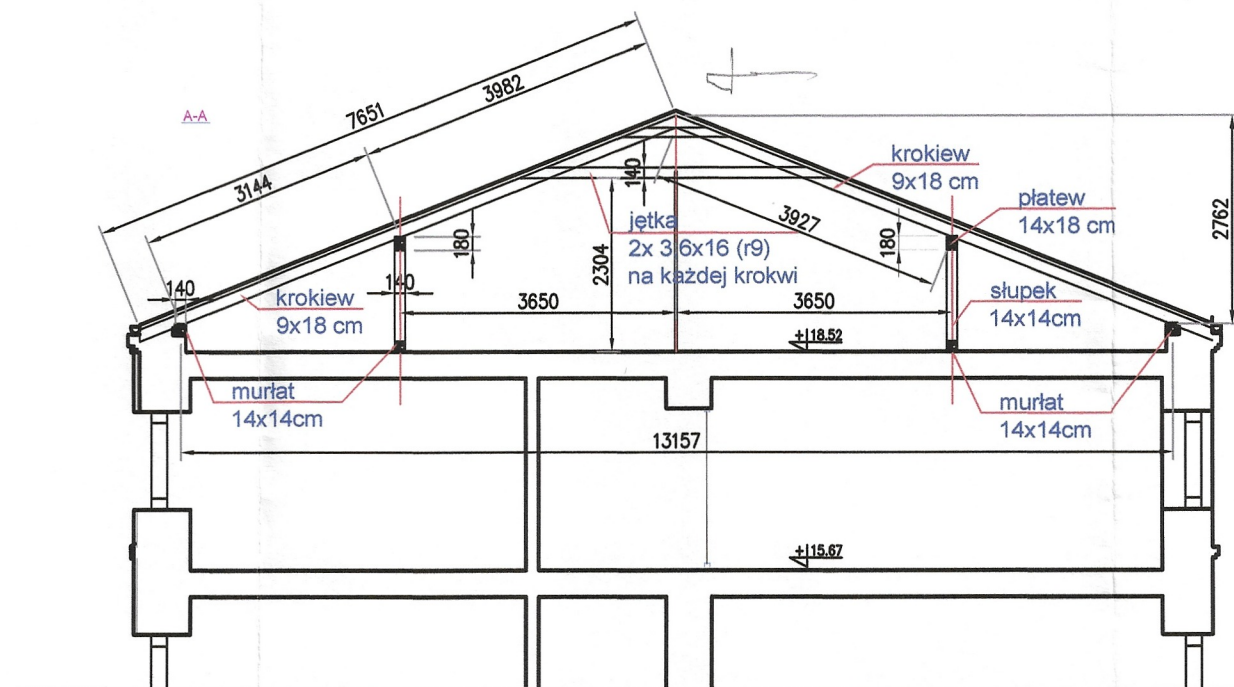 A-A
7651
3982
3144
140
180
140
140
2304
3927
180
2762
krokiew
9x18 cm
płatew
14x18 cm
jętka
2x 3,6x16 (r9)
na każdej krokwi
krokiew
9x18 cm
3650
3650
słupek
14x14cm
+18.52
murłat
14x14cm
murłat
14x14cm
13157
+15.67